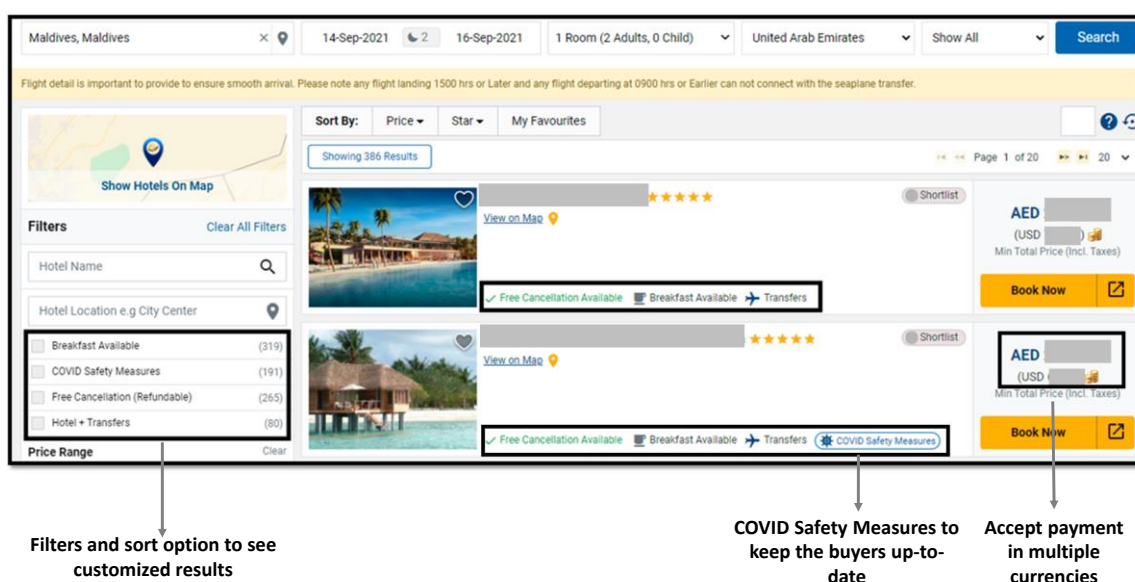 Maldives, Maldives × 14-Sep-2021 2 16-Sep-2021 1 Room (2 Adults, 0 Child) United Arab Emirates Show All Search
Flight detail is important to provide to ensure smooth arrival. Please note any flight landing 1500 hrs or Later and any flight departing at 0900 hrs or Earlier can not connect with the seaplane transfer.
Show Hotels On Map
Filters Clear All Filters
Hotel Name
Hotel Location e.g City Center
Breakfast Available (319)
COVID Safety Measures (191)
Free Cancellation (Refundable) (265)
Hotel + Transfers (80)
Price Range Clear
Sort By: Price Star My Favourites
?
Showing 386 Results Page 1 of 20 20
View on Map
Shortlist
AED
(USD )
Min Total Price (Incl. Taxes)
Free Cancellation Available Breakfast Available Transfers
Book Now
View on Map
Shortlist
AED
(USD
Min Total Price (Incl. Taxes)
Free Cancellation Available Breakfast Available Transfers COVID Safety Measures
Book Now
Filters and sort option to see
customized results
COVID Safety Measures to
keep the buyers up-to-
date
Accept payment
in multiple
currencies